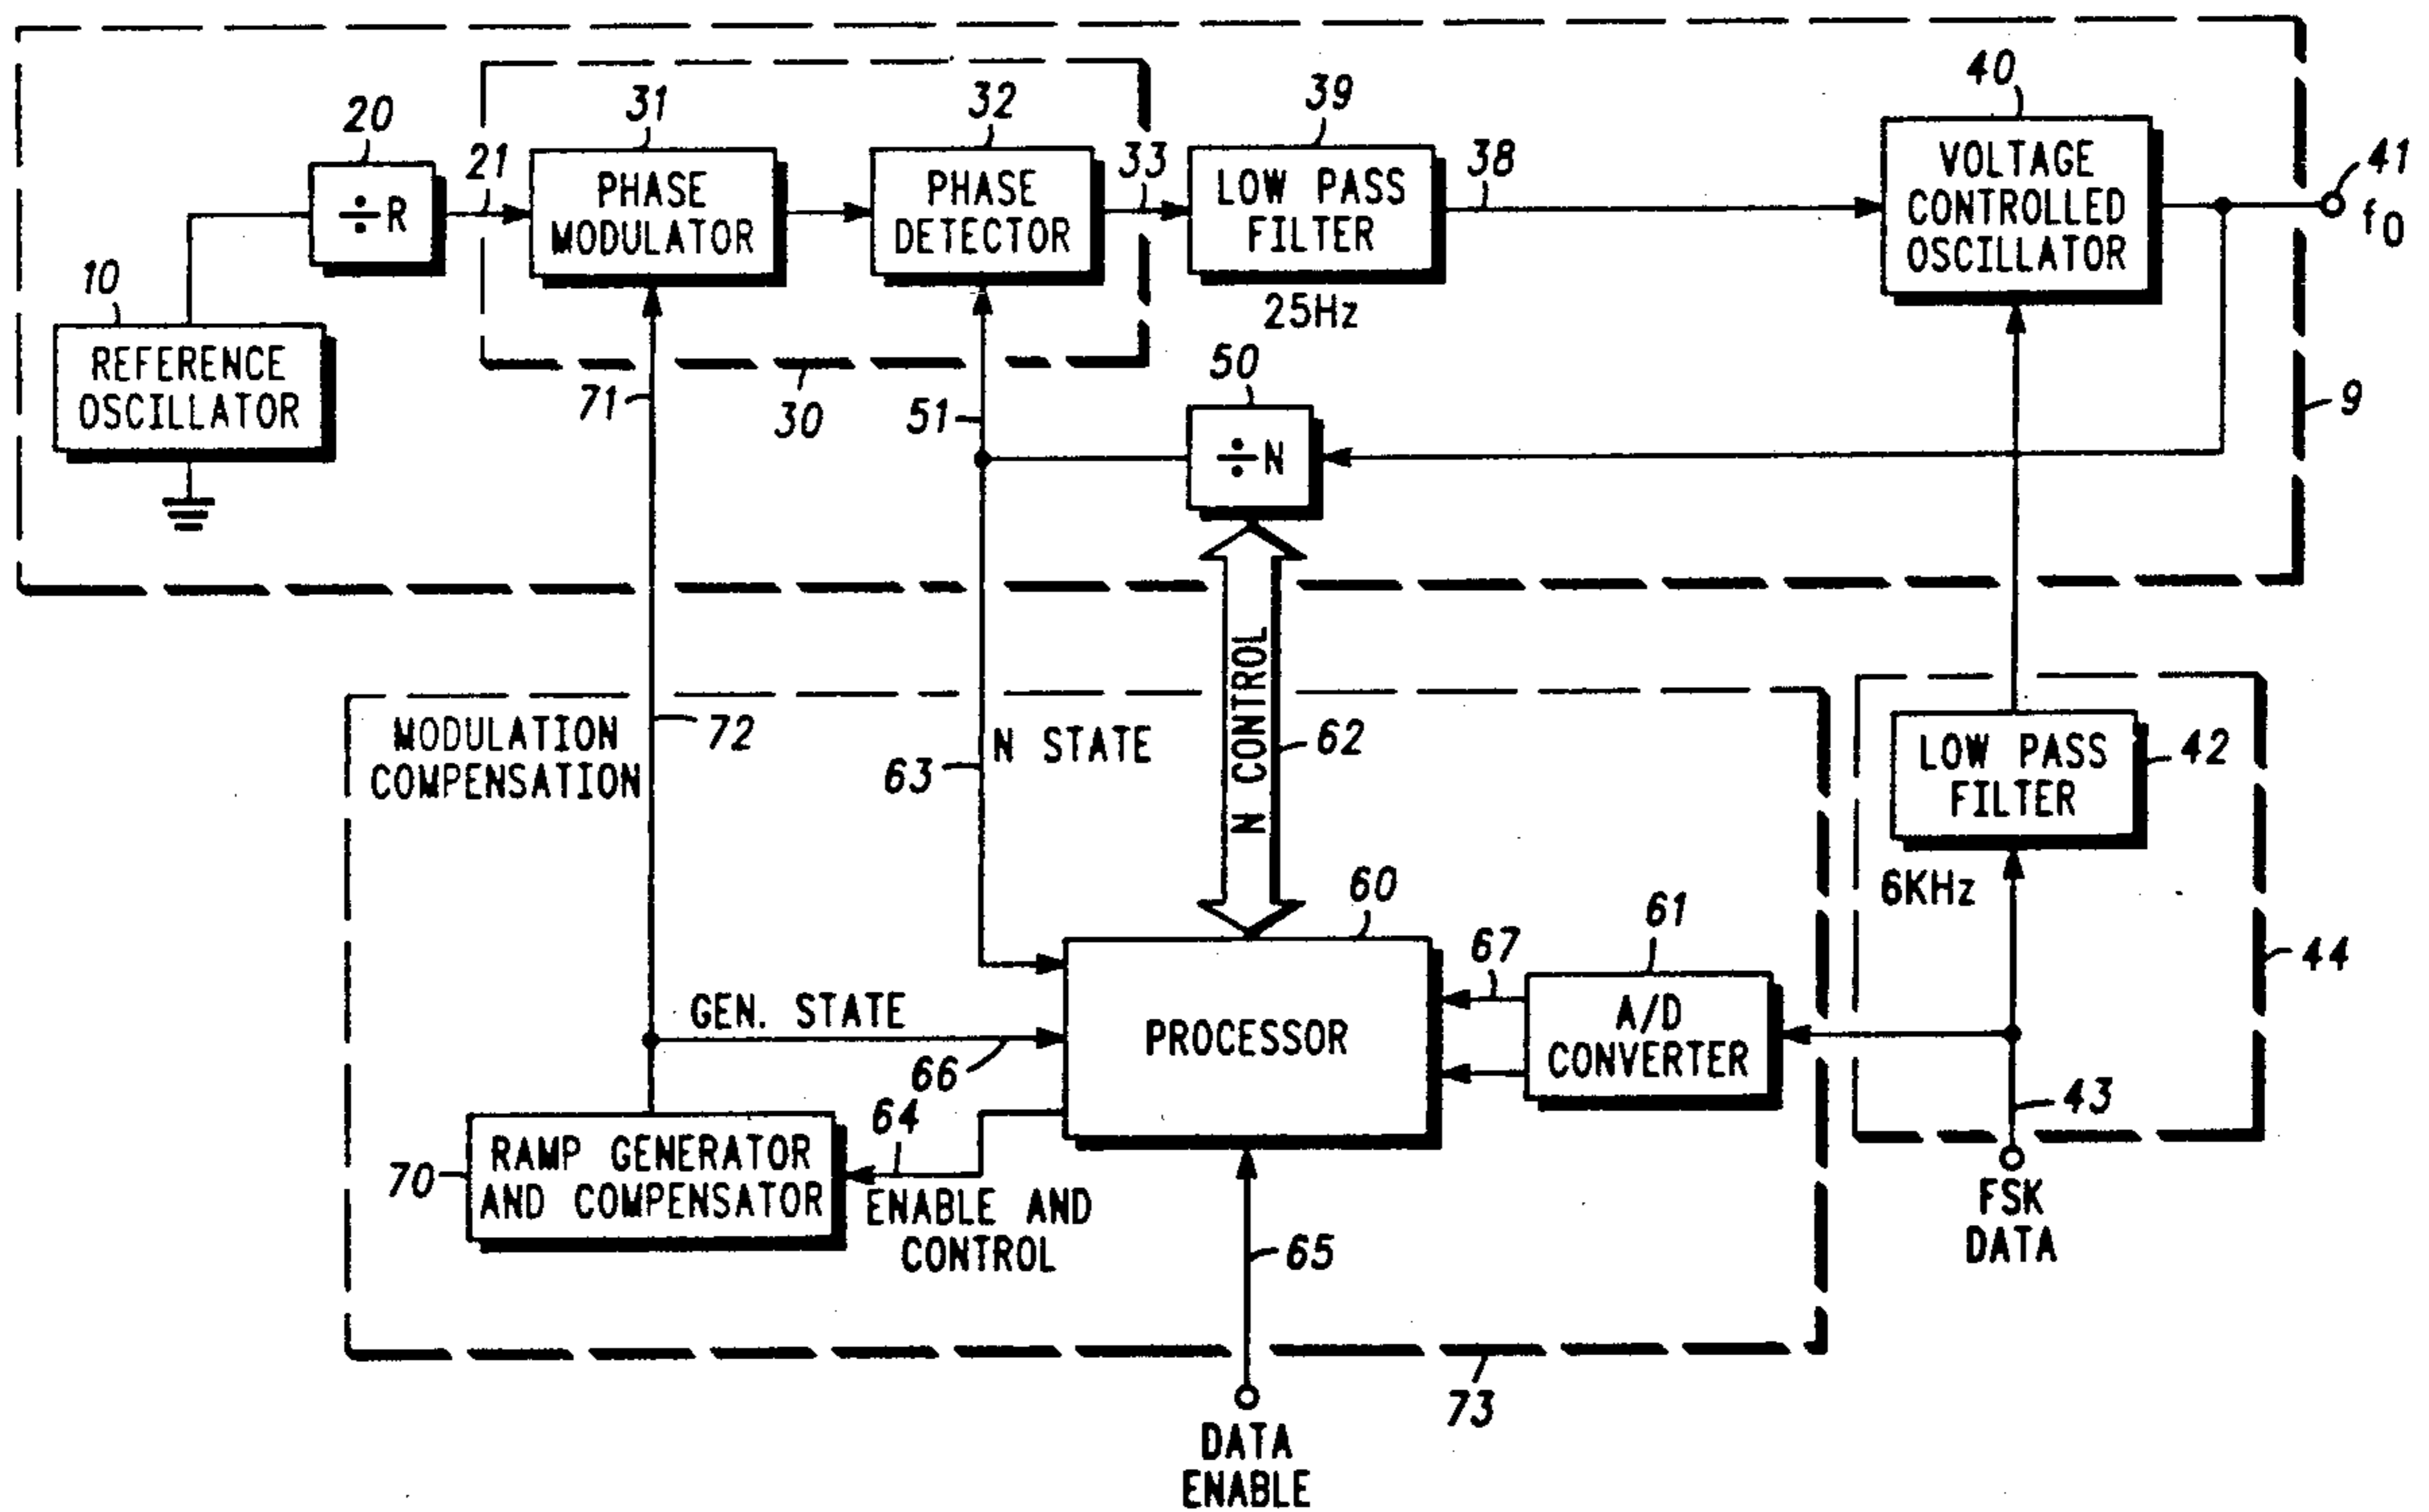 40
41
f0
20
21
31
32
33
39
38
÷R
PHASE
MODULATOR
PHASE
DETECTOR
LOW PASS
FILTER
25Hz
VOLTAGE
CONTROLLED
OSCILLATOR
10
REFERENCE
OSCILLATOR
71
30
51
50
÷N
9
MODULATION
COMPENSATION
72
63
N STATE
N CONTROL
62
LOW PASS
FILTER
42
6KHz
60
67
61
44
GEN. STATE
66
PROCESSOR
A/D
CONVERTER
64
43
70
RAMP GENERATOR
AND COMPENSATOR
ENABLE AND
CONTROL
65
FSK
DATA
73
DATA
ENABLE